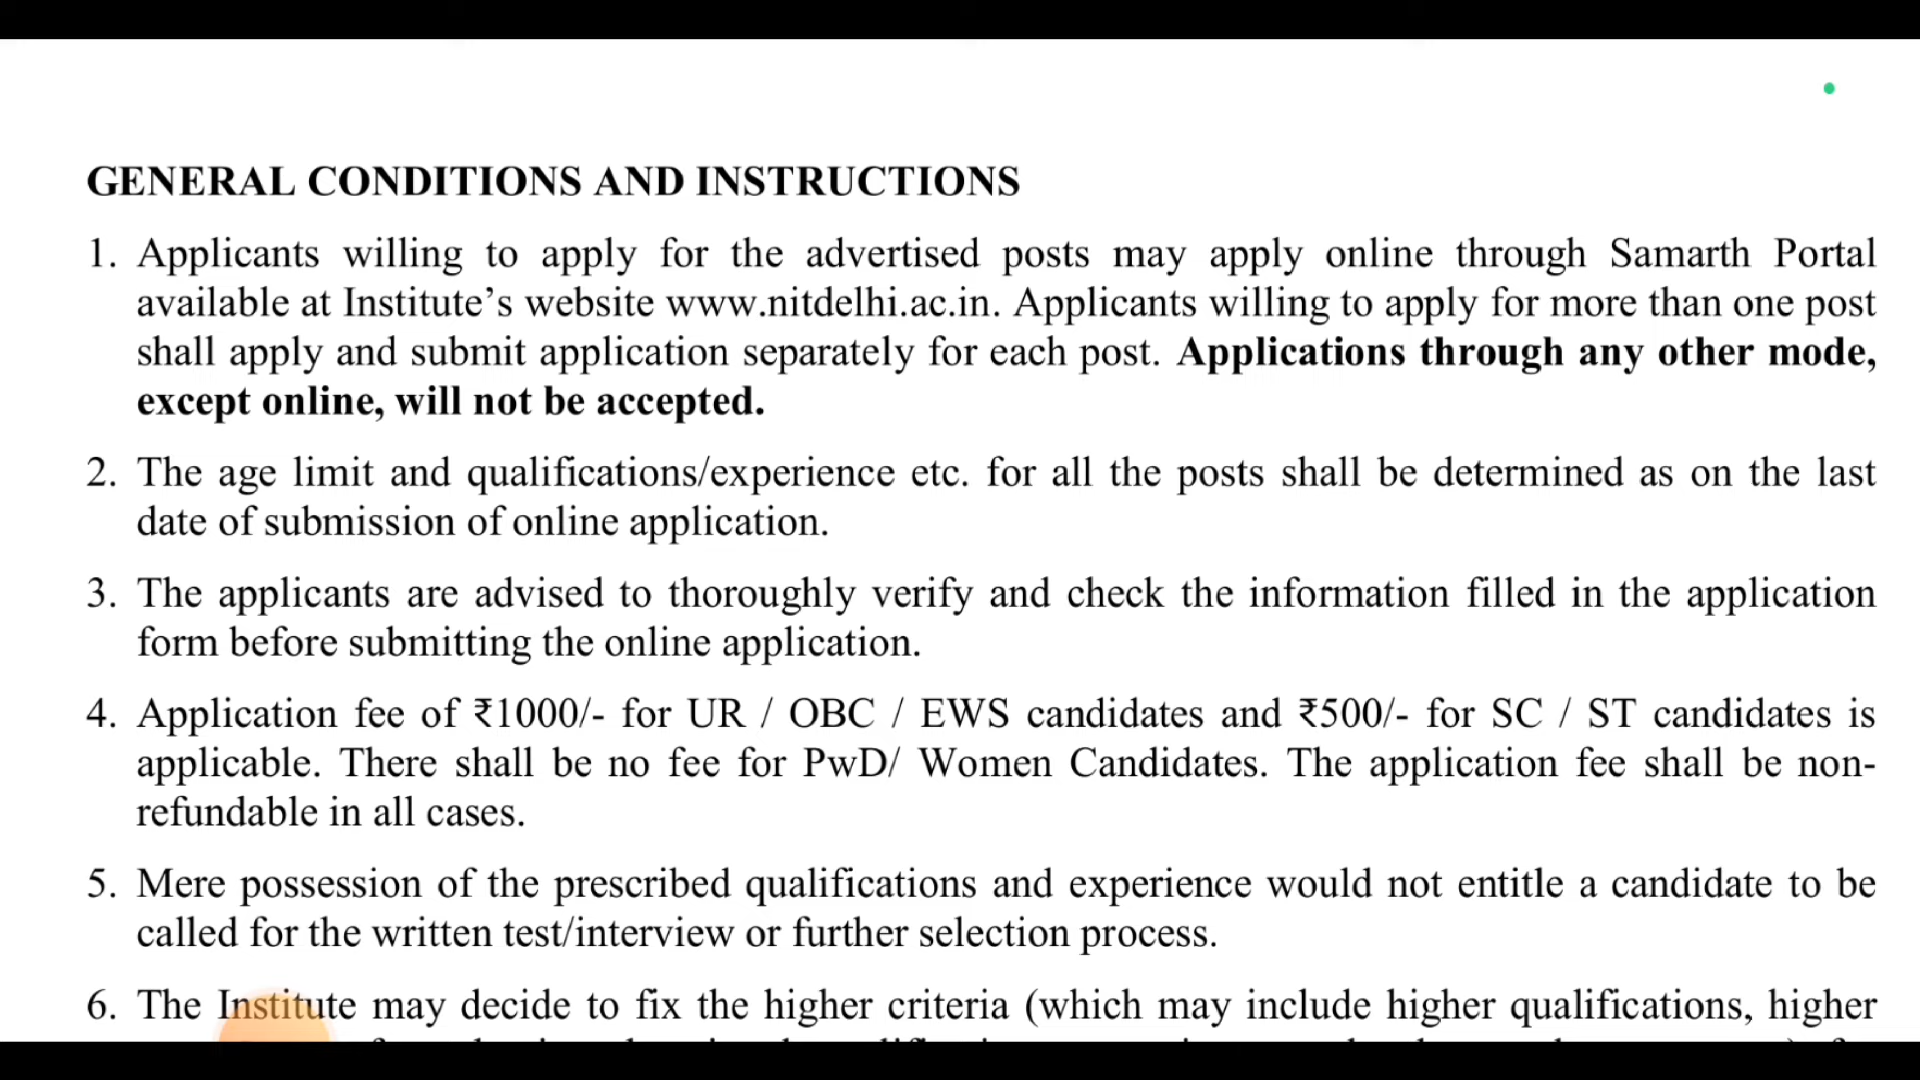 GENERAL CONDITIONS AND INSTRUCTIONS
1. Applicants willing to apply for the advertised posts may apply online through Samarth Portal
available at Institute’s website www.nitdelhi.ac.in. Applicants willing to apply for more than one post
shall apply and submit application separately for each post. Applications through any other mode,
except online, will not be accepted.
2. The age limit and qualifications/experience etc. for all the posts shall be determined as on the last
date of submission of online application.
3. The applicants are advised to thoroughly verify and check the information filled in the application
form before submitting the online application.
4. Application fee of ₹1000/- for UR / OBC / EWS candidates and ₹500/- for SC / ST candidates is
applicable. There shall be no fee for PwD/ Women Candidates. The application fee shall be non-
refundable in all cases.
5. Mere possession of the prescribed qualifications and experience would not entitle a candidate to be
called for the written test/interview or further selection process.
6. The Institute may decide to fix the higher criteria (which may include higher qualifications, higher